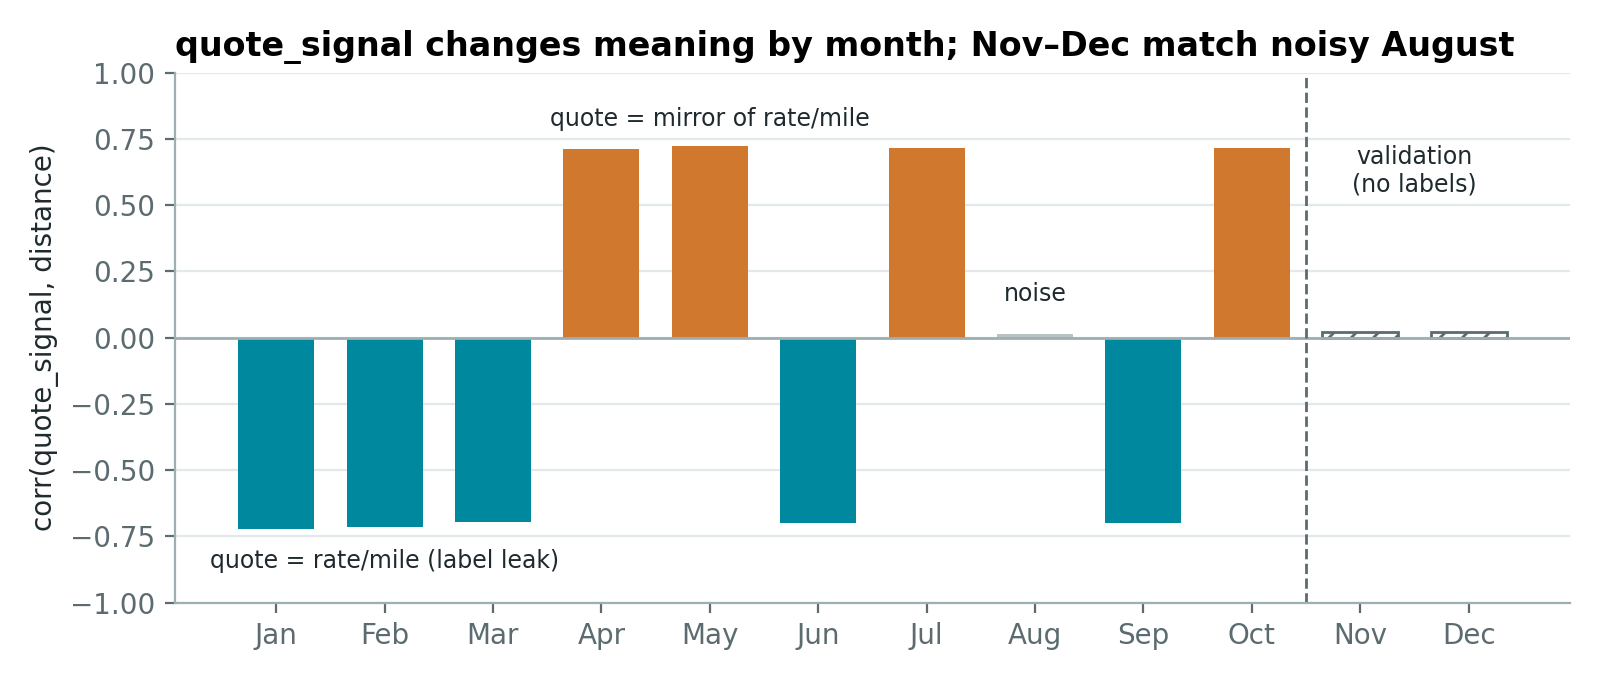 quote_signal changes meaning by month; Nov–Dec match noisy August
corr(quote_signal, distance)
1.00
0.75
0.50
0.25
0.00
−0.25
−0.50
−0.75
−1.00
quote = mirror of rate/mile
validation
(no labels)
noise
quote = rate/mile (label leak)
Jan
Feb
Mar
Apr
May
Jun
Jul
Aug
Sep
Oct
Nov
Dec